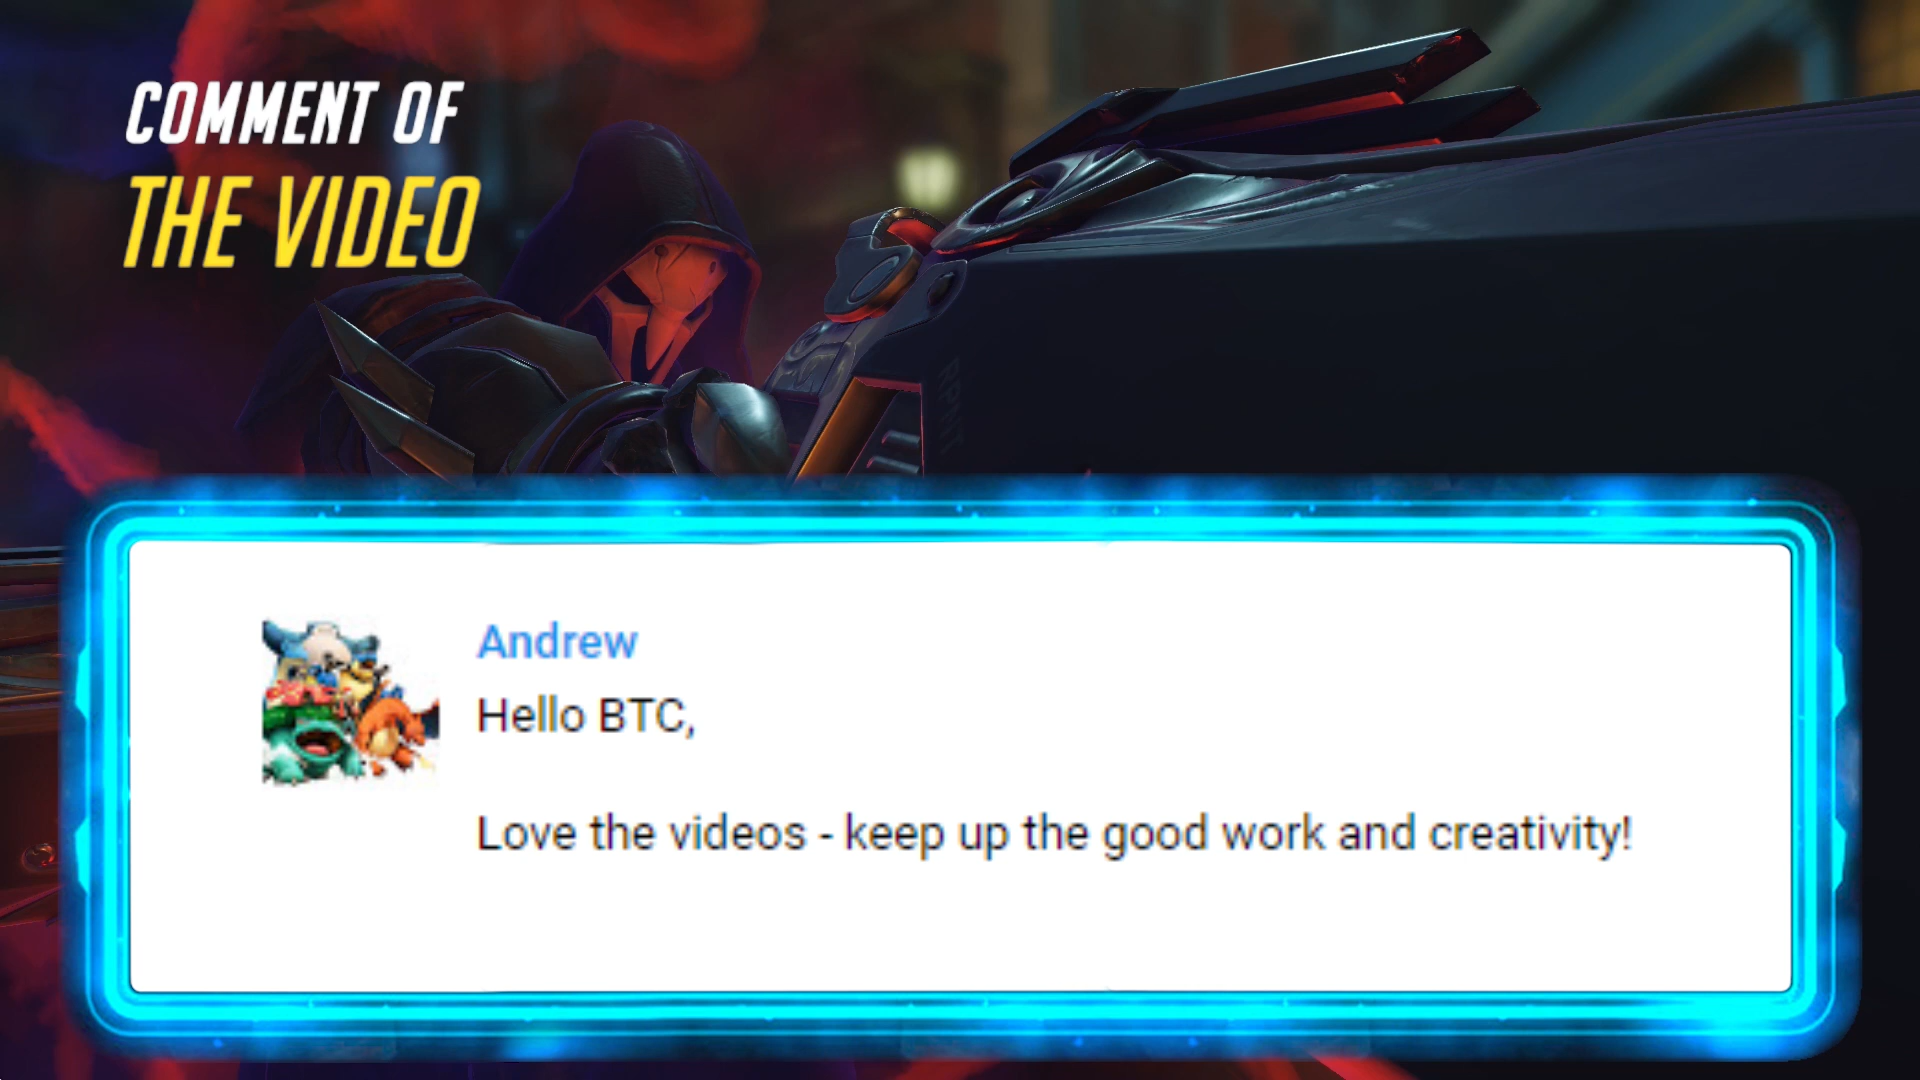 COMMENT OF
THE VIDEO
Andrew
Hello BTC,
Love the videos - keep up the good work and creativity!